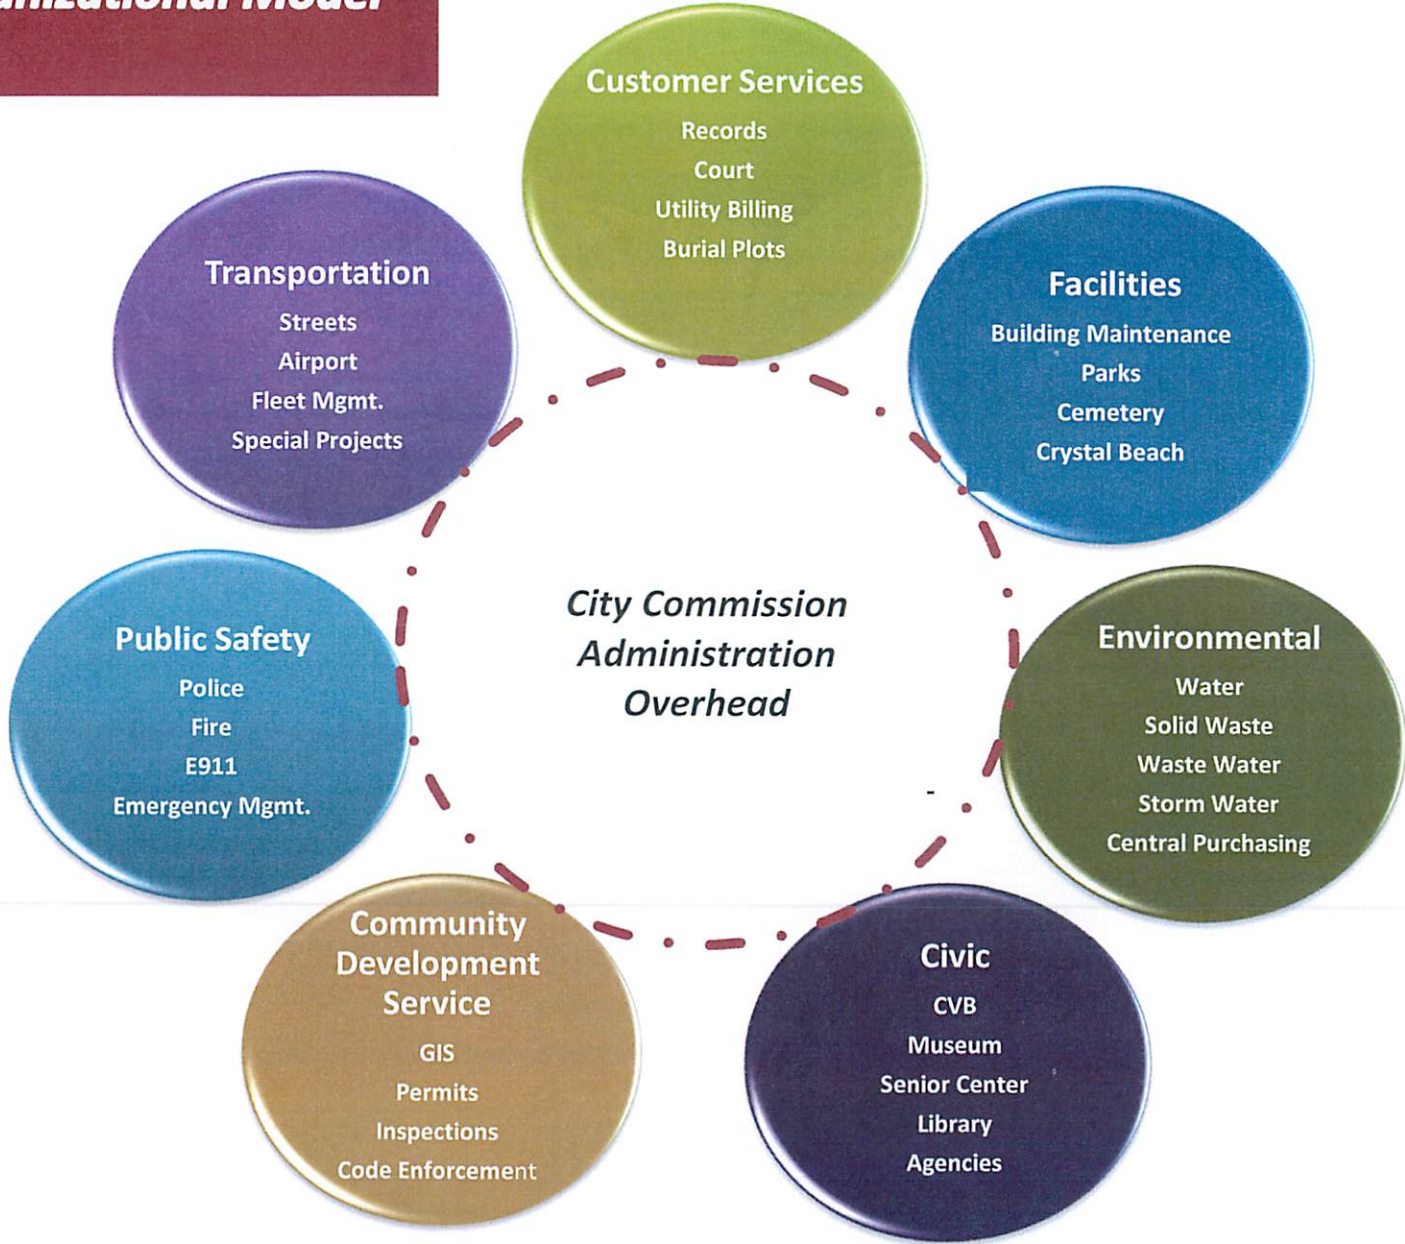 Model
Customer Services
Records
Court
Utility Billing
Burial Plots
Transportation
Streets
Airport
Fleet Mgmt.
Special Projects
Facilities
Building Maintenance
Parks
Cemetery
Crystal Beach
City Commission
Administration
Overhead
Public Safety
Police
Fire
E911
Emergency Mgmt.
Environmental
Water
Solid Waste
Waste Water
Storm Water
Central Purchasing
Community
Development
Service
GIS
Permits
Inspections
Code Enforcement
Civic
CVB
Museum
Senior Center
Library
Agencies